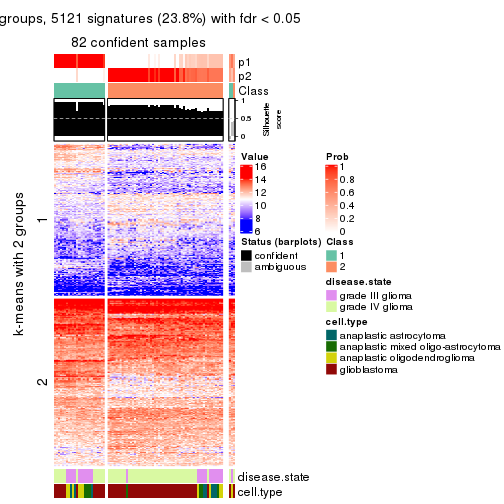 groups, 5121 signatures (23.8%) with fdr < 0.05
82 confident samples
p1
p2
Class
1
0.5
0
Silhouette
score
k-means with 2 groups
1
2
Value
16
14
12
10
8
6
Prob
1
0.8
0.6
0.4
0.2
0
Status (barplots)
confident
ambiguous
Class
1
2
disease.state
grade III glioma
grade IV glioma
cell.type
anaplastic astrocytoma
anaplastic mixed oligo-astrocytoma
anaplastic oligodendroglioma
glioblastoma
disease.state
cell.type